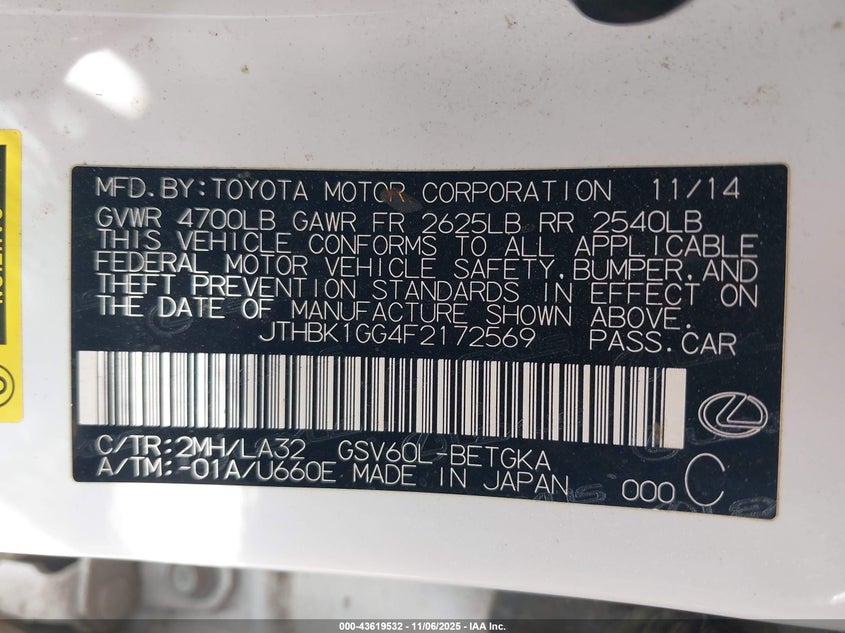 MFD.BY:TOYOTA MOTOR CORPORATION 11/14
GVWR 4700LB GAWR FR 2625LB RR 2540LB
THIS VEHICLE CONFORMS TO ALL APPLICABLE
FEDERAL MOTOR VEHICLE SAFETY,BUMPER,AND
THEFT PREVENTION STANDARDS IN EFFECT ON
THE DATE OF MANUFACTURE SHOWN ABOVE.
JTHBK1GG4F2172569 PASS.CAR
C/TR:2MH/LA32 GSV60L-BETGKA
A/TM:-01A/U660E MADE IN JAPAN 000 C
000-43619532 - 11/06/2025 - IAA Inc.